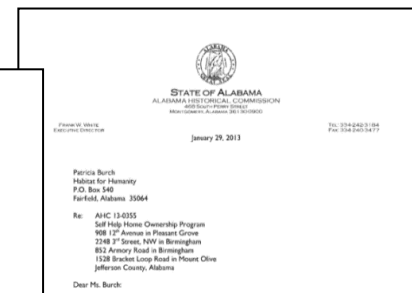 STATE OF ALABAMA
ALABAMA HISTORICAL COMMISSION
468 SOUTH PERRY STREET
MONTGOMERY, ALABAMA 36130-0900
FRANK W. WHITE
EXECUTIVE DIRECTOR
TEL: 334-242-3184
FAX: 334-240-3477
January 29, 2013
Patricia Burch
Habitat for Humanity
P.O. Box 540
Fairfield, Alabama 35064
Re: AHC 13-0355
Self Help Home Ownership Program
908 12th Avenue in Pleasant Grove
2248 3rd Street, NW in Birmingham
852 Armory Road in Birmingham
1528 Bracket Loop Road in Mount Olive
Jefferson County, Alabama
Dear Ms. Burch: